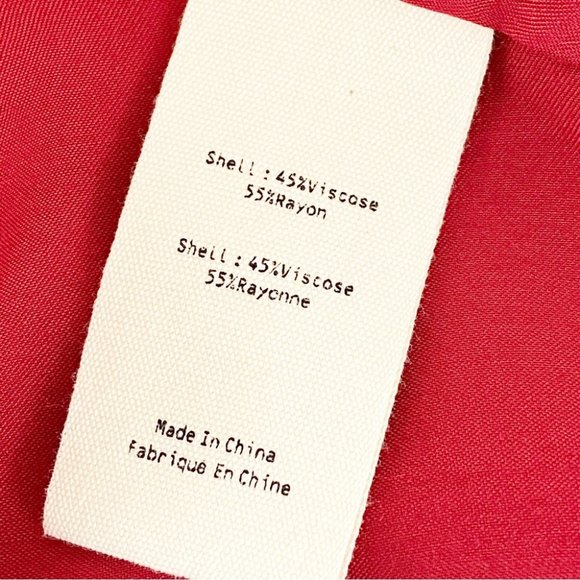 Shell : 45%Viscose
55%Rayon
Shell : 45%Viscose
55%Rayonne
Made In China
Fabrique En Chine